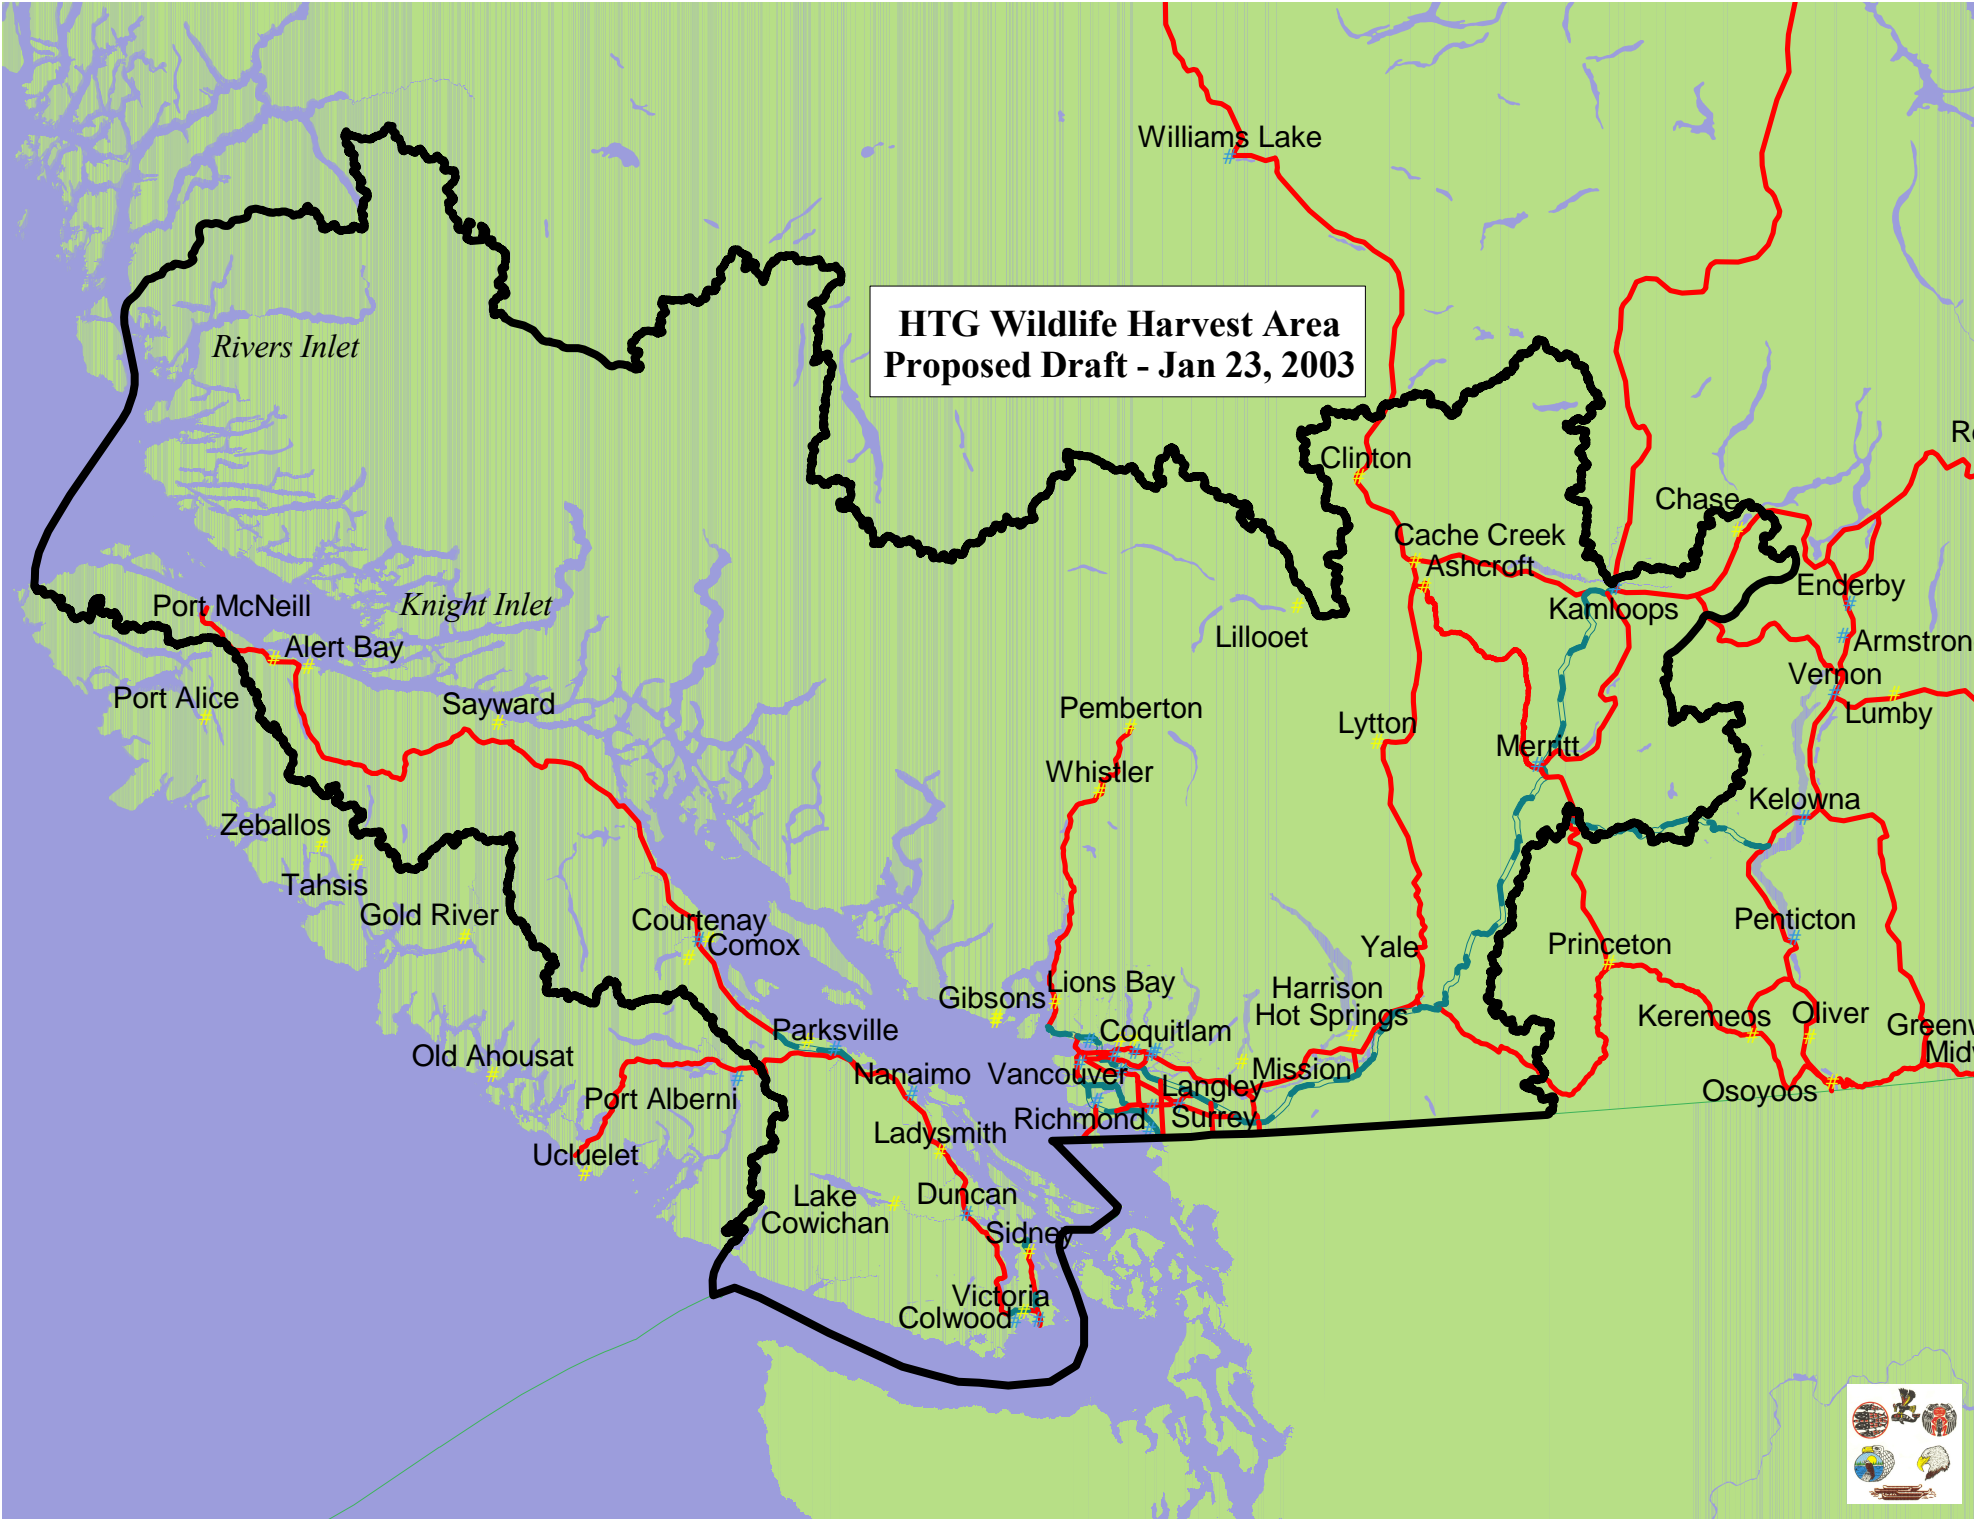 Williams Lake
HTG Wildlife Harvest Area
Proposed Draft - Jan 23, 2003
Rivers Inlet
Clinton
Chase
Cache Creek
Ashcroft
Kamloops
Enderby
Armstron
Vernon
Lumby
Port McNeill
Knight Inlet
Alert Bay
Lillooet
Port Alice
Sayward
Pemberton
Lytton
Merritt
Whistler
Kelowna
Zeballos
Tahsis
Gold River
Courtenay
Comox
Yale
Princeton
Penticton
Gibsons
Lions Bay
Harrison
Hot Springs
Keremeos
Oliver
Greenw
Midw
Parksville
Coquitlam
Old Ahousat
Nanaimo
Vancouver
Mission
Langley
Port Alberni
Richmond
Surrey
Osoyoos
Ladysmith
Ucluelet
Lake
Cowichan
Duncan
Sidney
Victoria
Colwood